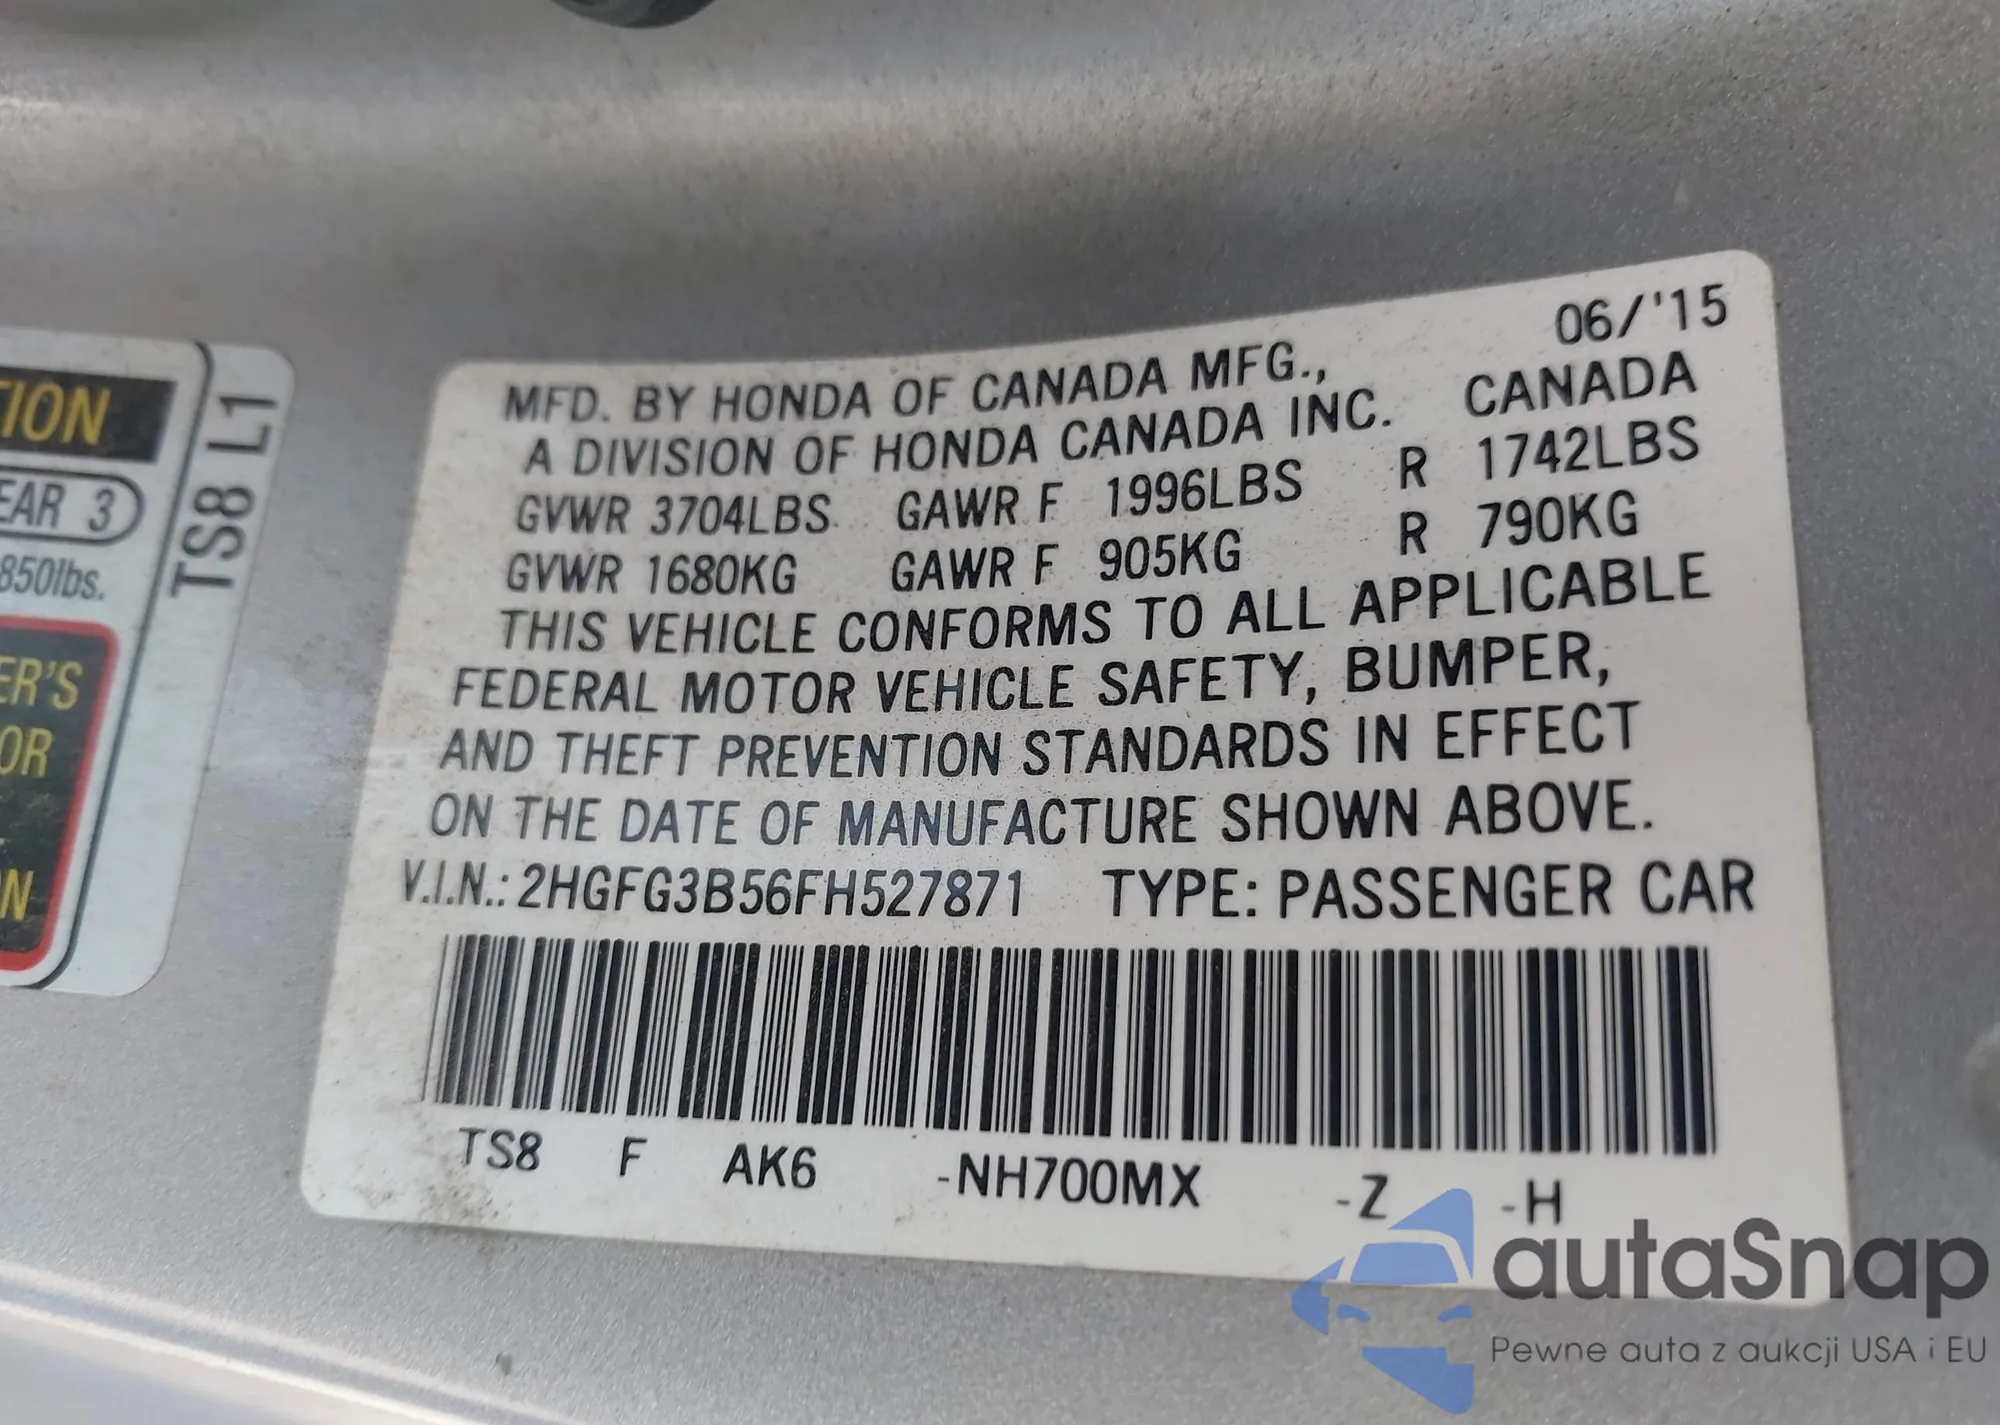 TION
EAR 3
850lbs.
ER'S
OR
ON
TS8 L1
06/'15
MFD. BY HONDA OF CANADA MFG.,
A DIVISION OF HONDA CANADA INC. CANADA
GVWR 3704LBS GAWR F 1996LBS R 1742LBS
GVWR 1680KG GAWR F 905KG R 790KG
THIS VEHICLE CONFORMS TO ALL APPLICABLE
FEDERAL MOTOR VEHICLE SAFETY, BUMPER,
AND THEFT PREVENTION STANDARDS IN EFFECT
ON THE DATE OF MANUFACTURE SHOWN ABOVE.
V.I.N.: 2HGFG3B56FH527871 TYPE: PASSENGER CAR
TS8 F AK6 -NH700MX -Z -H
autaSnap
Pewne auta z aukcji USA i EU